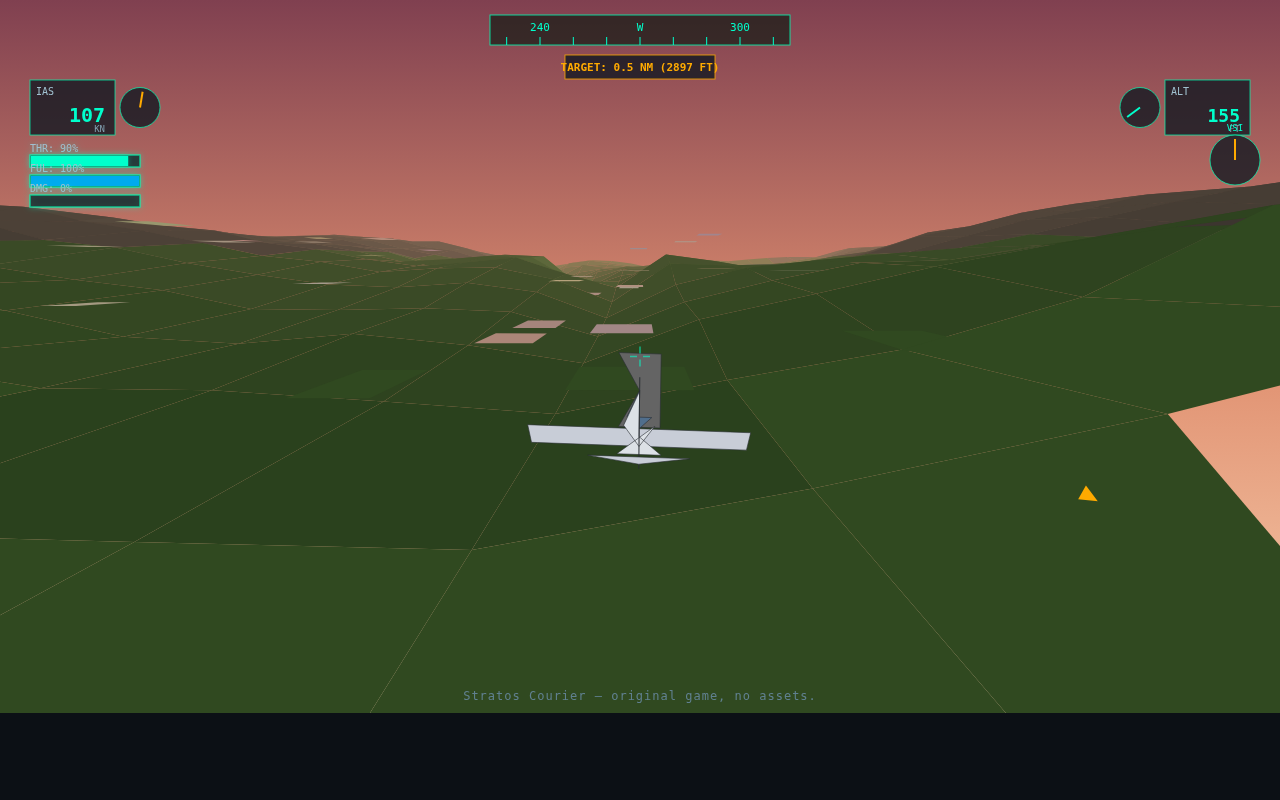 240 W 300
TARGET: 0.5 NM (2897 FT)
IAS
107
KN
ALT
155
VSI
THR: 90%
FUL: 100%
DMG: 0%
Stratos Courier — original game, no assets.